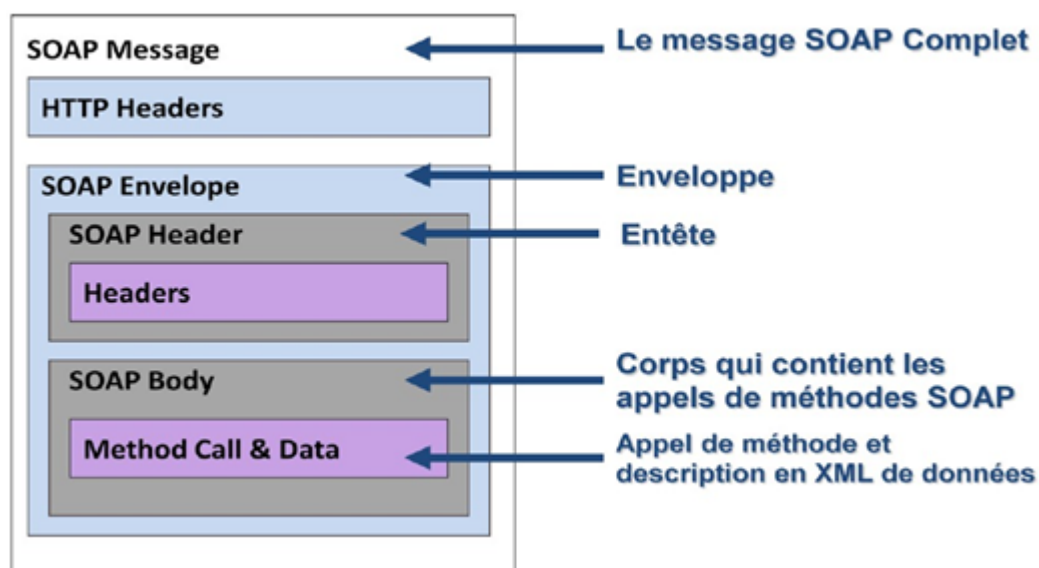 SOAP Message
Le message SOAP Complet
HTTP Headers
SOAP Envelope
Enveloppe
SOAP Header
Entête
Headers
SOAP Body
Corps qui contient les
appels de méthodes SOAP
Method Call & Data
Appel de méthode et
description en XML de données